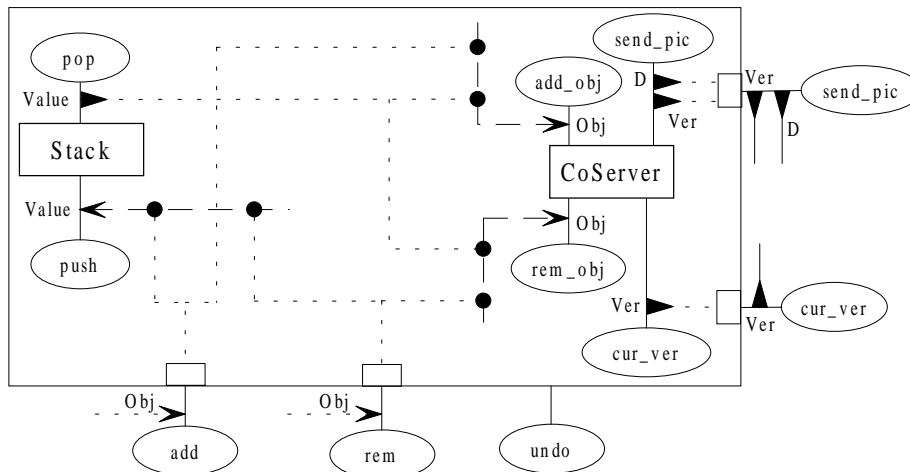 send_pic
pop
add_obj
D
Ver
send_pic
Value
Ver
D
Obj
Stack
CoServer
Value
Obj
push
rem_obj
Ver
Ver
cur_ver
cur_ver
Obj
Obj
add
rem
undo